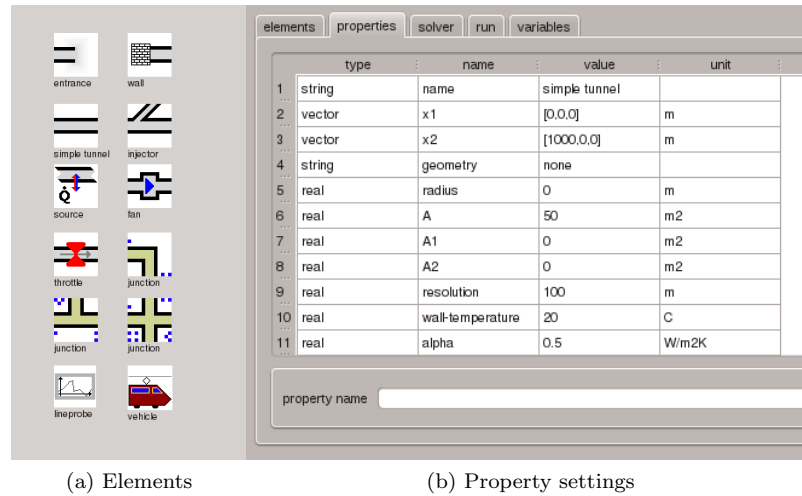 entrance wall
simple tunnel injector
Q̇
source fan
throttle junction
junction junction
lineprobe vehicle
elements properties solver run variables
type name value unit
1 string name simple tunnel
2 vector x1 [0,0,0] m
3 vector x2 [1000,0,0] m
4 string geometry none
5 real radius 0 m
6 real A 50 m2
7 real A1 0 m2
8 real A2 0 m2
9 real resolution 100 m
10 real wall-temperature 20 C
11 real alpha 0.5 W/m2K
property name
(a) Elements
(b) Property settings